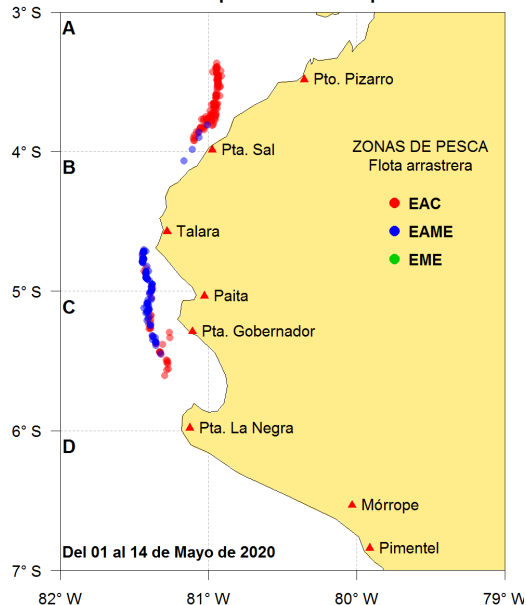 3° S
A
Pto. Pizarro
ZONAS DE PESCA
Flota arrastrera
EAC
EAME
EME
4° S
Pta. Sal
B
Talara
5° S
Paita
C
Pta. Gobernador
6° S
Pta. La Negra
D
Mórrope
Pimentel
Del 01 al 14 de Mayo de 2020
7° S
82° W
81° W
80° W
79° W